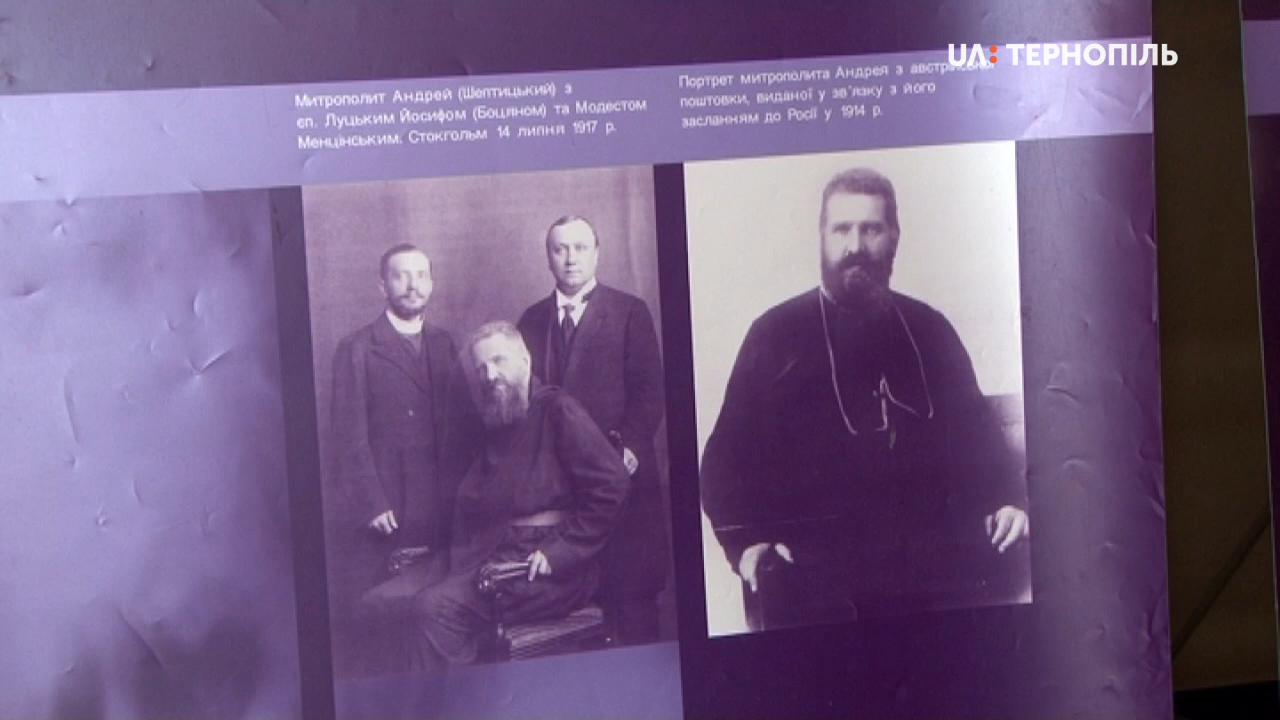 UA: ТЕРНОПІЛЬ
Митрополит Андрей (Шептицький) з
єп. Луцьким Йосифом (Боцяном) та Модестом
Менцінським. Стокгольм 14 липня 1917 р.
Портрет митрополита Андрея з
поштовки, виданої у зв'язку з його
засланням до Росії у 1914 р.